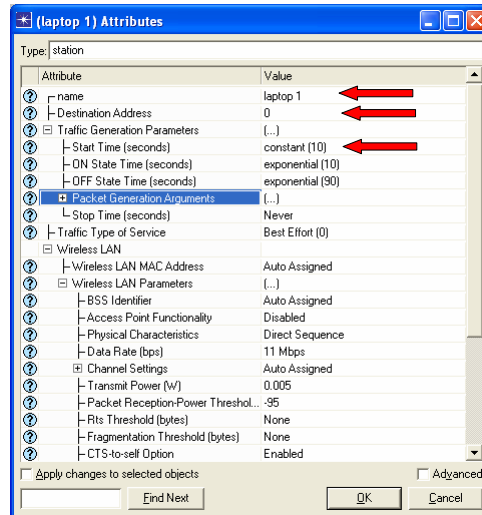 (laptop 1) Attributes
Type: station
Attribute Value
name laptop 1
Destination Address 0
Traffic Generation Parameters (...)
Start Time (seconds) constant (10)
ON State Time (seconds) exponential (10)
OFF State Time (seconds) exponential (90)
Packet Generation Arguments (...)
Stop Time (seconds) Never
Traffic Type of Service Best Effort (0)
Wireless LAN
Wireless LAN MAC Address Auto Assigned
Wireless LAN Parameters (...)
BSS Identifier Auto Assigned
Access Point Functionality Disabled
Physical Characteristics Direct Sequence
Data Rate (bps) 11 Mbps
Channel Settings Auto Assigned
Transmit Power (W) 0.005
Packet Reception-Power Threshol... -95
Rts Threshold (bytes) None
Fragmentation Threshold (bytes) None
CTS-to-self Option Enabled
Apply changes to selected objects Advanced
Find Next OK Cancel